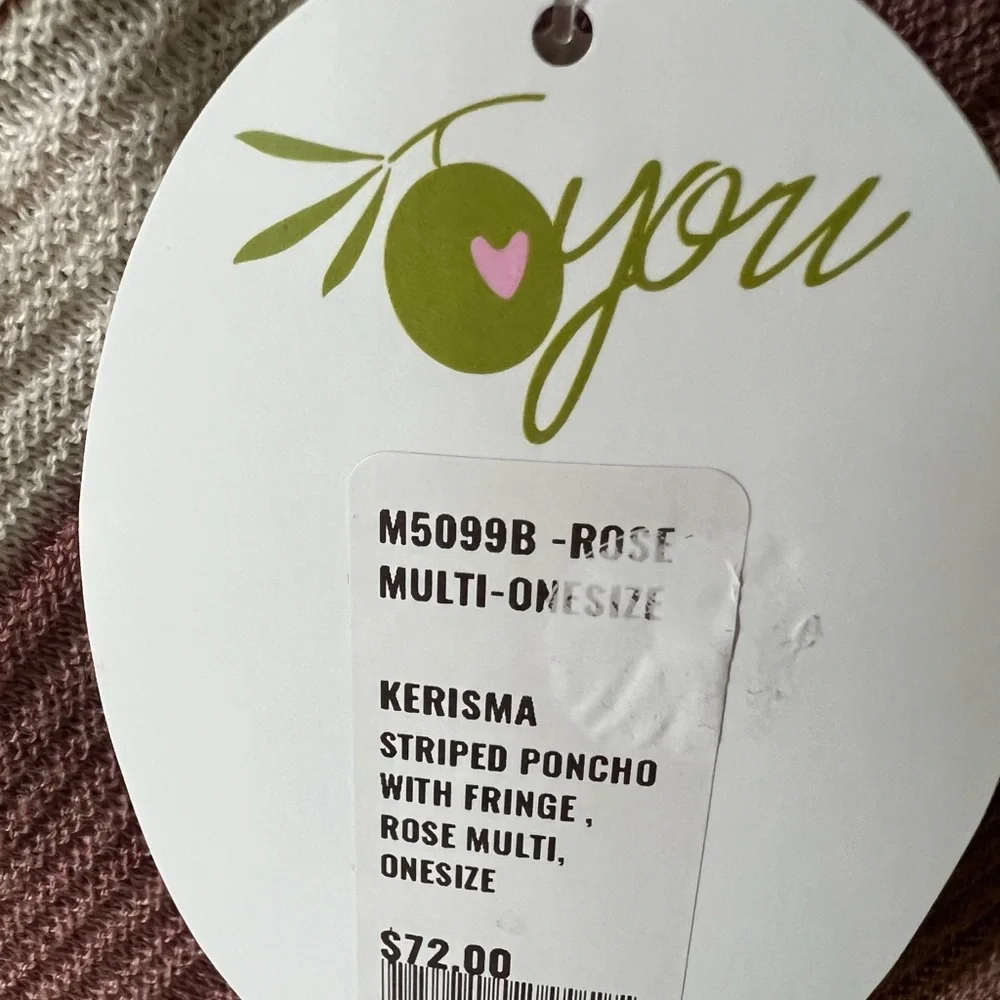 you
M5099B -ROSE
MULTI-ONESIZE
KERISMA
STRIPED PONCHO
WITH FRINGE ,
ROSE MULTI,
ONESIZE
$72.00